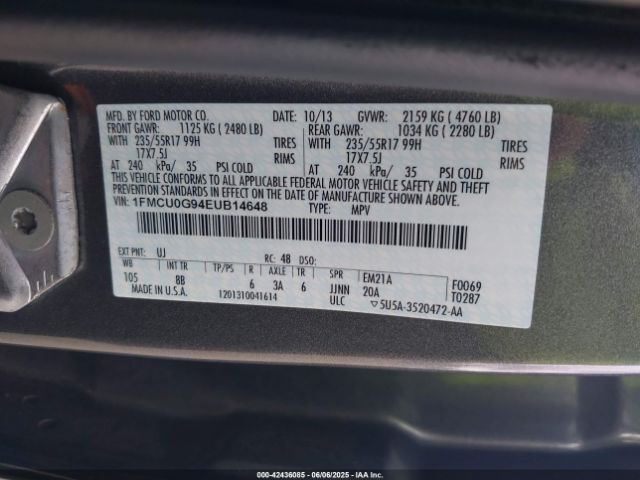 MFD. BY FORD MOTOR CO. DATE: 10/13 GVWR: 2159 KG ( 4760 LB)
FRONT GAWR: 1125 KG ( 2480 LB) REAR GAWR: 1034 KG ( 2280 LB)
WITH 235/55R17 99H TIRES WITH 235/55R17 99H TIRES
17X7.5J RIMS 17X7.5J RIMS
AT 240 kPa/ 35 PSI COLD AT 240 kPa/ 35 PSI COLD
THIS VEHICLE CONFORMS TO ALL APPLICABLE FEDERAL MOTOR VEHICLE SAFETY AND THEFT
PREVENTION STANDARDS IN EFFECT ON THE DATE OF MANUFACTURE SHOWN ABOVE.
VIN: 1FMCU0G94EUB14648 TYPE: MPV
EXT PNT: UJ RC: 48 DSO:
WB INT TR TP/PS R AXLE TR SPR EM21A F0069
105 8B 6 3A 6 JJNN 20A T0287
MADE IN U.S.A. 1201310041614 ULC 5U5A-3520472-AA
000-42436085 - 06/06/2025 - IAAI.com